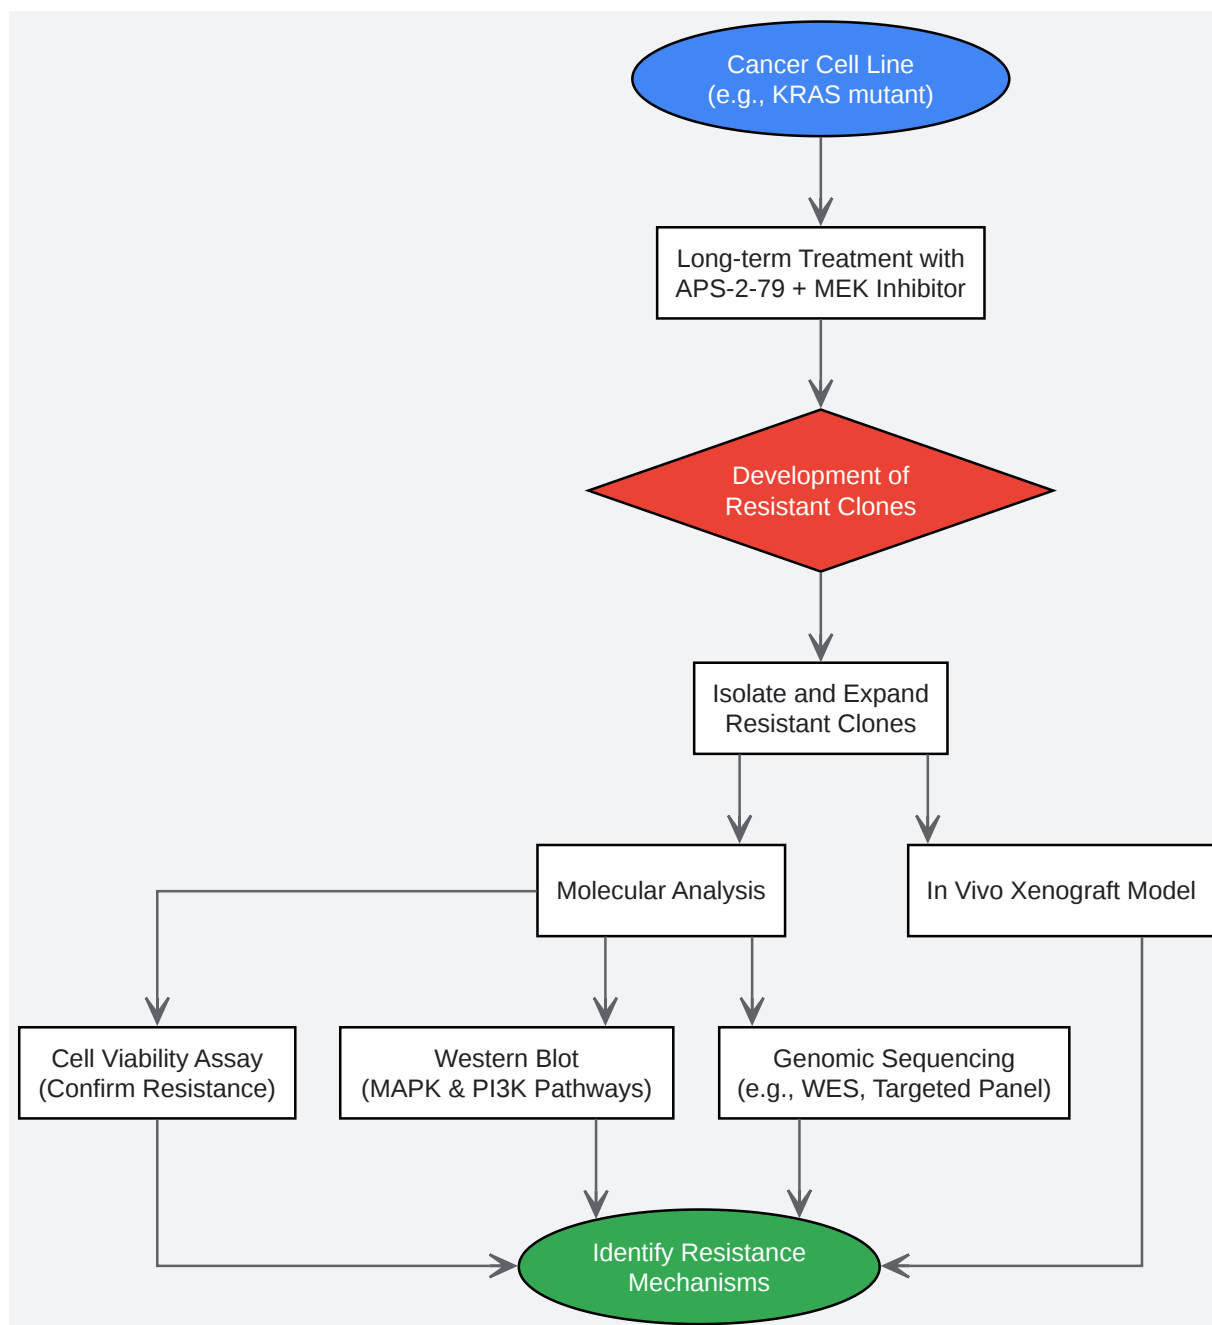 Cancer Cell Line
(e.g., KRAS mutant)
Long-term Treatment with
APS-2-79 + MEK Inhibitor
Development of
Resistant Clones
Isolate and Expand
Resistant Clones
Molecular Analysis
In Vivo Xenograft Model
Cell Viability Assay
(Confirm Resistance)
Western Blot
(MAPK & PI3K Pathways)
Genomic Sequencing
(e.g., WES, Targeted Panel)
Identify Resistance
Mechanisms